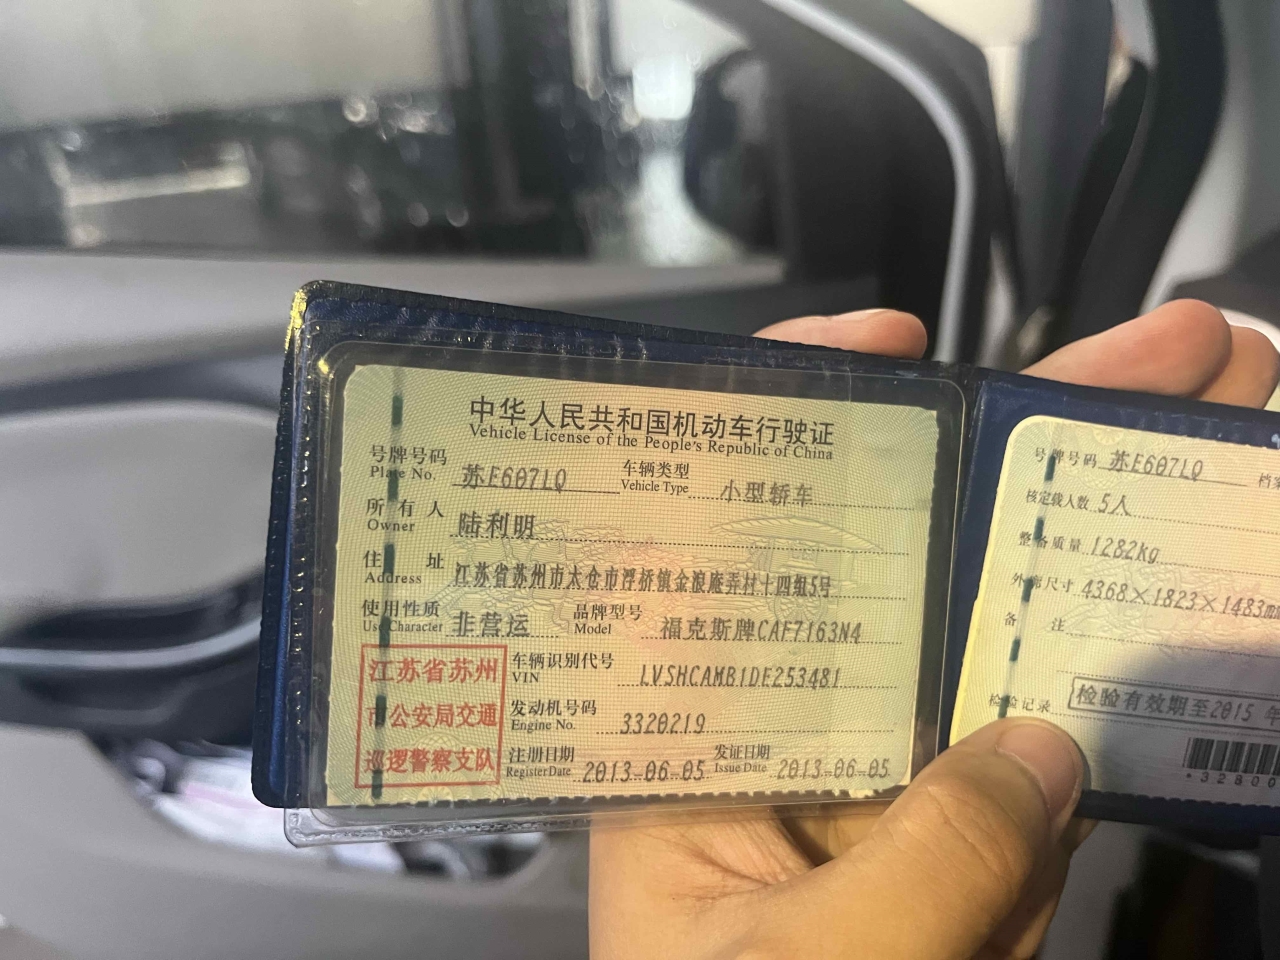 中华人民共和国机动车行驶证
Vehicle License of the People's Republic of China
号牌号码 苏E607LQ 车辆类型 小型轿车
Plate No. Vehicle Type
所有人 陆利明
Owner
住址 江苏省苏州市太仓市浮桥镇金浪庵弄村十四组5号
Address
使用性质 非营运 品牌型号 福克斯牌CAF7163N4
Use Character Model
江苏省苏州
市公安局交通
巡逻警察支队
车辆识别代号 LVSHCAMB1DE253481
VIN
发动机号码 3320219
Engine No.
注册日期 2013-06-05 发证日期 2013-06-05
Register Date Issue Date
号牌号码 苏E607LQ 档案
核定载人数 5人
整备质量 1282kg
外廓尺寸 4368×1823×1483m
备注
检验记录 检验有效期至2015年
*32800